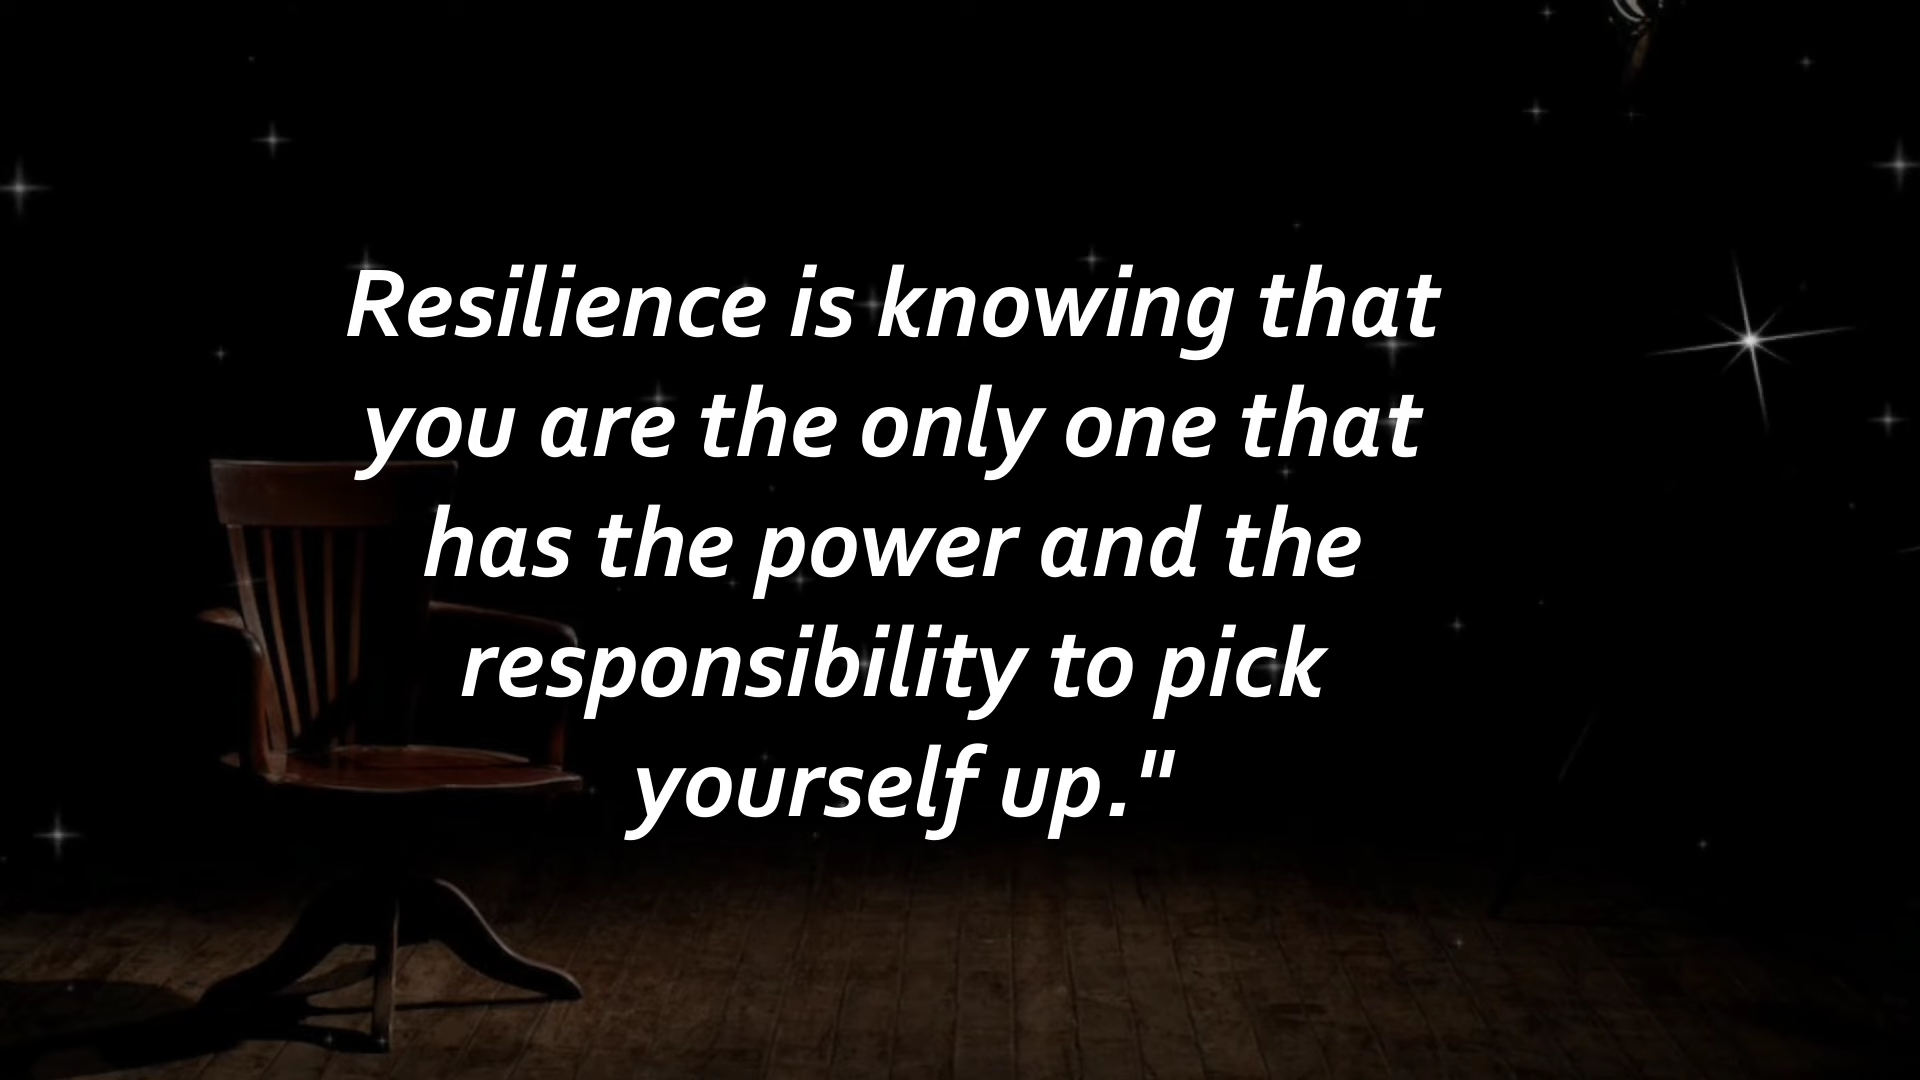 Resilience is knowing that
you are the only one that
has the power and the
responsibility to pick
yourself up."